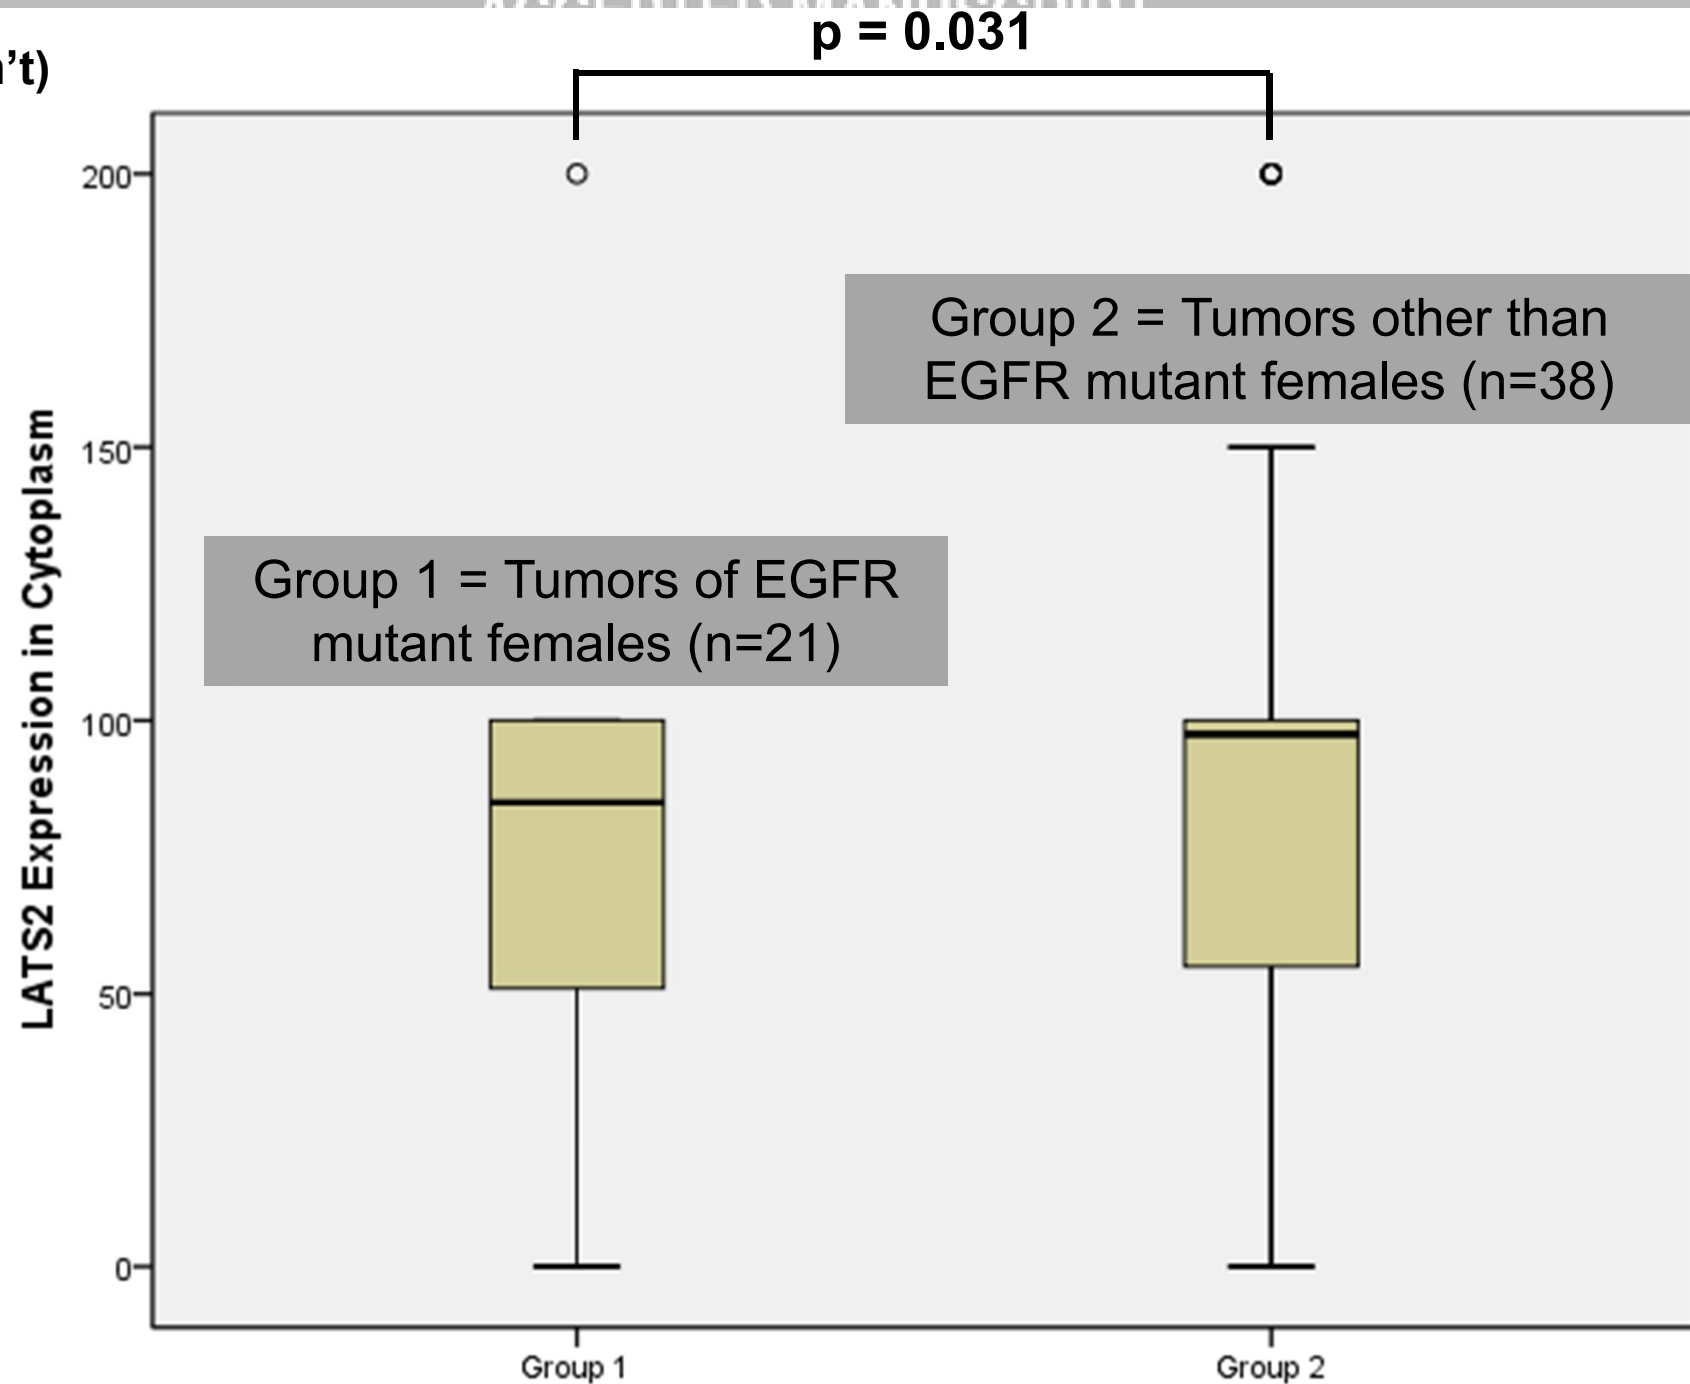 p = 0.031
n't)
200
Group 2 = Tumors other than
EGFR mutant females (n=38)
150
Group 1 = Tumors of EGFR
mutant females (n=21)
100
50
0
LATS2 Expression in Cytoplasm
Group 1
Group 2